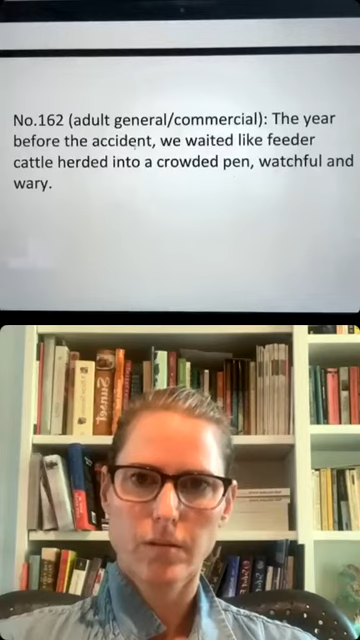 No.162 (adult general/commercial): The year
before the accident, we waited like feeder
cattle herded into a crowded pen, watchful and
wary.